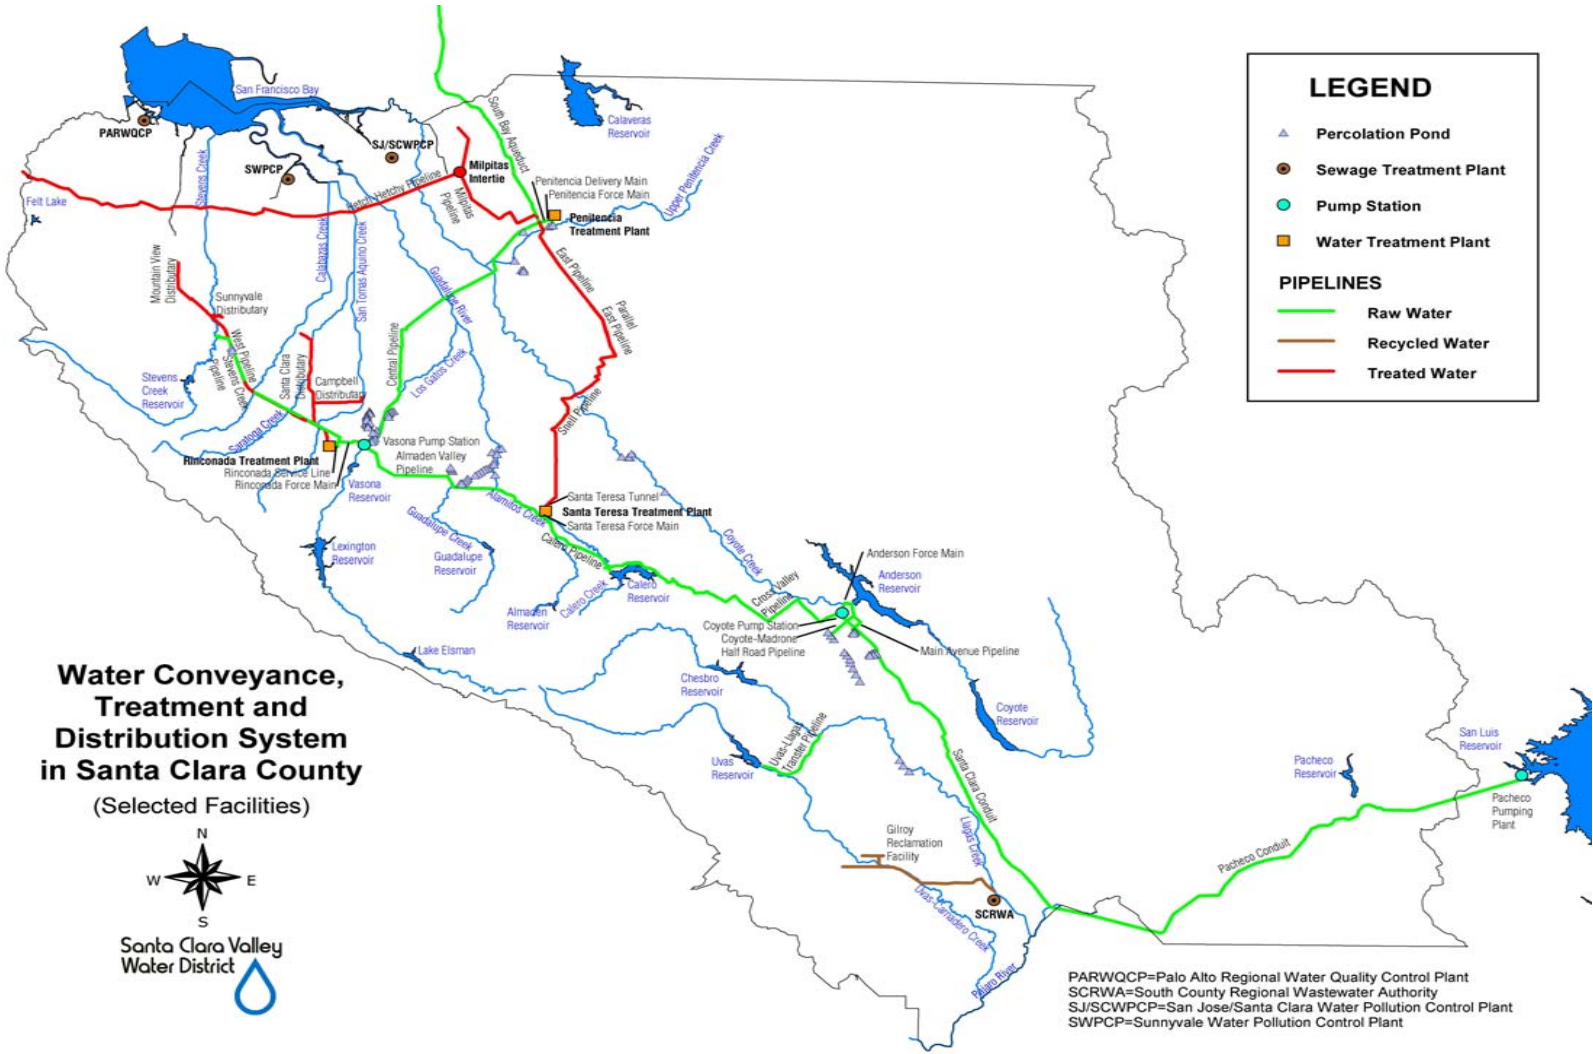 San Francisco Bay
PARWQCP
SJ/SCWPCP
SWPCP
Stevens Creek
Felt Lake
Hetch-Hetchy Pipeline
Milpitas
Intertie
Milpitas
Pipeline
South Bay Aqueduct
Calaveras
Reservoir
Penitencia Delivery Main
Penitencia Force Main
Penitencia
Treatment Plant
Upper Penitencia Creek
Calabazas Creek
San Tomas Aquino Creek
Guadalupe River
East Pipeline
Parallel
East Pipeline
Mountain View
Distributary
Sunnyvale
Distributary
West Pipeline
Stevens Creek
Pipeline
Santa Clara
Distributary
Campbell
Distributary
Central Pipeline
Los Gatos Creek
Stevens
Creek
Reservoir
Saratoga Creek
Snell Pipeline
Rinconada Treatment Plant
Rinconada Service Line
Rinconada Force Main
Vasona Pump Station
Almaden Valley
Pipeline
Vasona
Reservoir
Alamitos Creek
Santa Teresa Tunnel
Santa Teresa Treatment Plant
Santa Teresa Force Main
Guadalupe Creek
Guadalupe
Reservoir
Lexington
Reservoir
Calero Pipeline
Calero
Reservoir
Calero Creek
Almaden
Reservoir
Coyote Creek
Cross Valley
Pipeline
Anderson Force Main
Anderson
Reservoir
Coyote Pump Station
Coyote-Madrone
Half Road Pipeline
Main Avenue Pipeline
Lake Elsman
Chesbro
Reservoir
Coyote
Reservoir
Uvas
Reservoir
Uvas-Llagas
Transfer Pipeline
Santa Clara Conduit
Llagas Creek
Gilroy
Reclamation
Facility
SCRWA
Uvas-Carnadero Creek
Pajaro River
Pacheco Conduit
Pacheco
Reservoir
San Luis
Reservoir
Pacheco
Pumping
Plant
LEGEND
Percolation Pond
Sewage Treatment Plant
Pump Station
Water Treatment Plant
PIPELINES
Raw Water
Recycled Water
Treated Water
Water Conveyance,
Treatment and
Distribution System
in Santa Clara County
(Selected Facilities)
N
W E
S
Santa Clara Valley
Water District
PARWQCP=Palo Alto Regional Water Quality Control Plant
SCRWA=South County Regional Wastewater Authority
SJ/SCWPCP=San Jose/Santa Clara Water Pollution Control Plant
SWPCP=Sunnyvale Water Pollution Control Plant